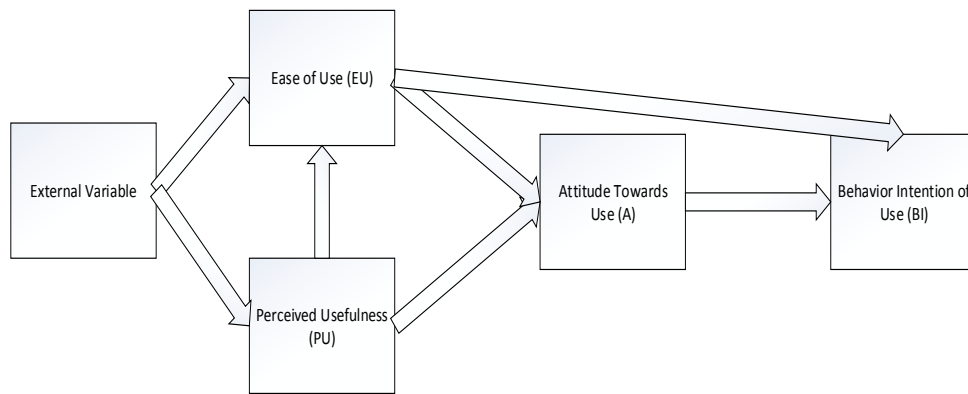 Ease of Use (EU)
External Variable
Attitude Towards
Use (A)
Behavior Intention of
Use (BI)
Perceived Usefulness
(PU)